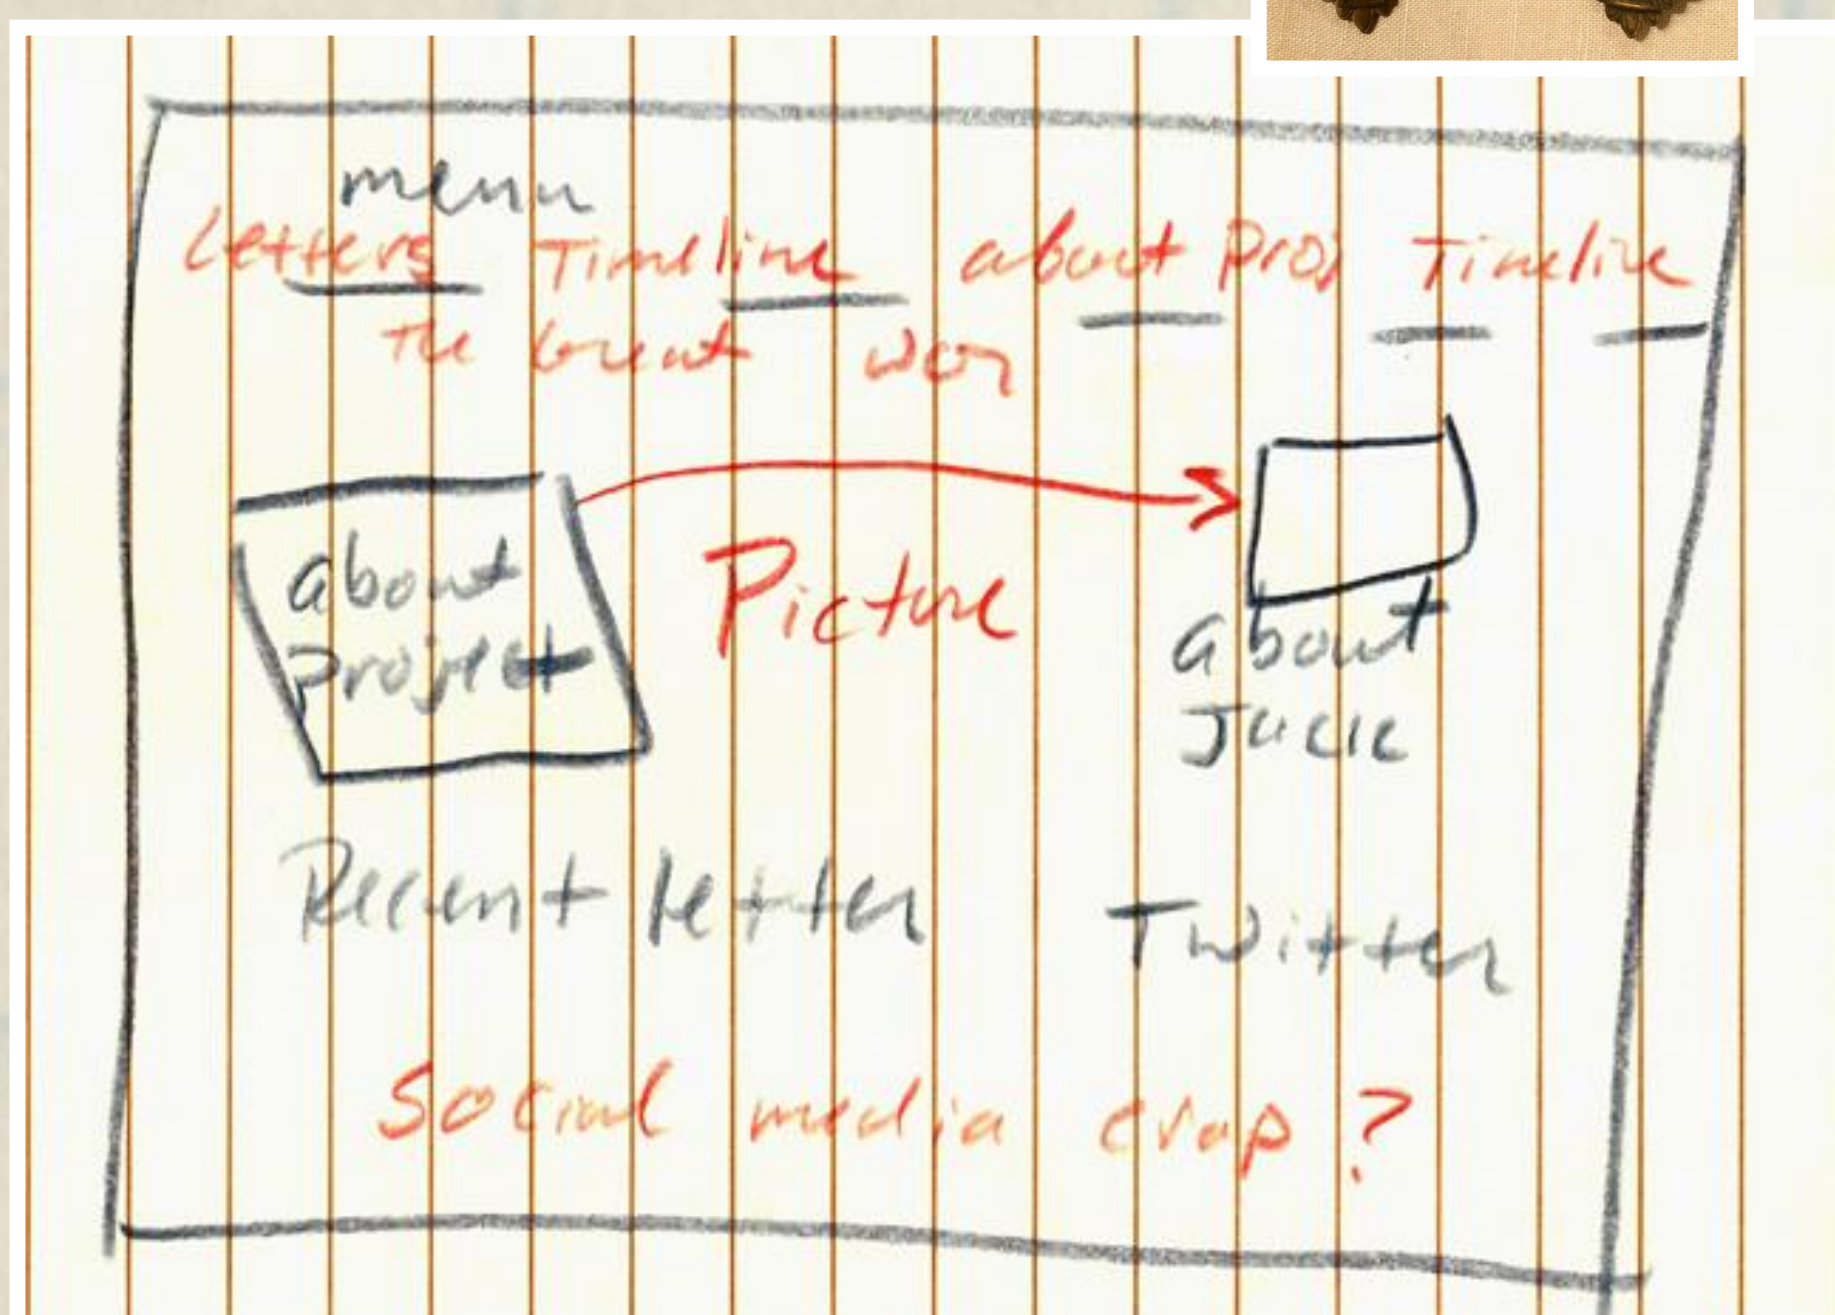 menu
Letters Timeline about Proj Timeline
The Great War
about
project
Picture
about
Jack
Recent letter
Twitter
Social media crap?